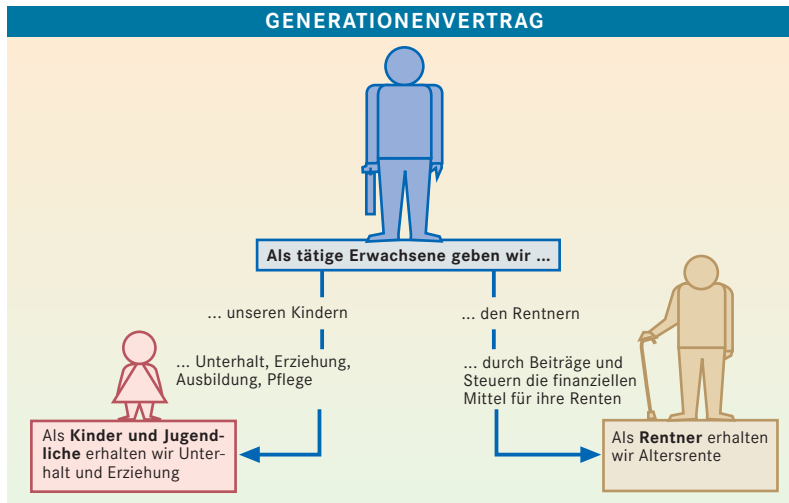 GENERATIONENVERTRAG
Als tätige Erwachsene geben wir ...
... unseren Kindern
... Unterhalt, Erziehung,
Ausbildung, Pflege
Als Kinder und Jugend-
liche erhalten wir Unter-
halt und Erziehung
... den Rentnern
... durch Beiträge und
Steuern die finanziellen
Mittel für ihre Renten
Als Rentner erhalten
wir Altersrente